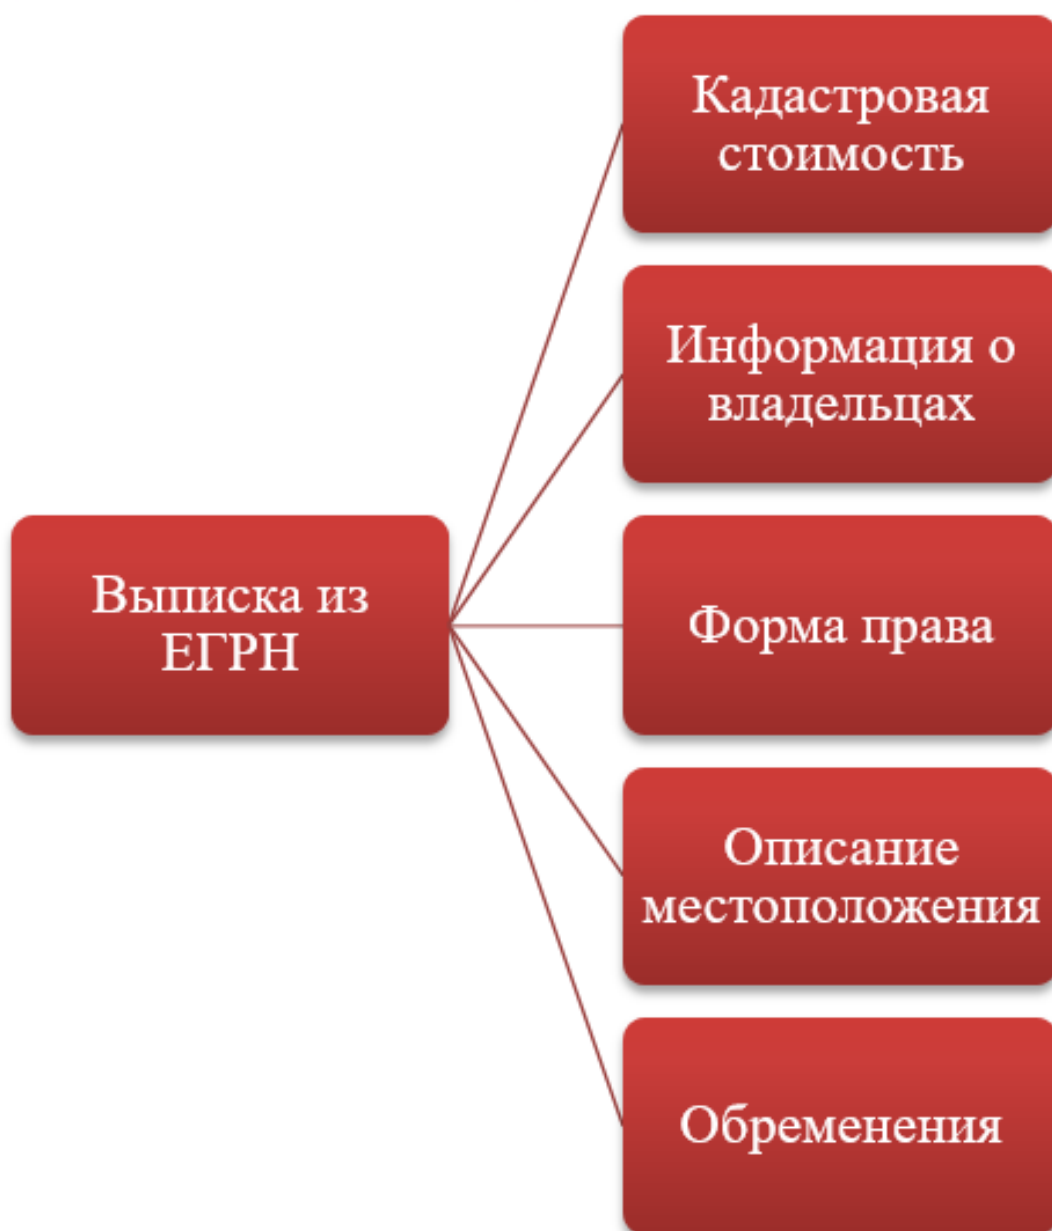 Кадастровая
стоимость
Информация о
владельцах
Выписка из
ЕГРН
Форма права
Описание
местоположения
Обременения